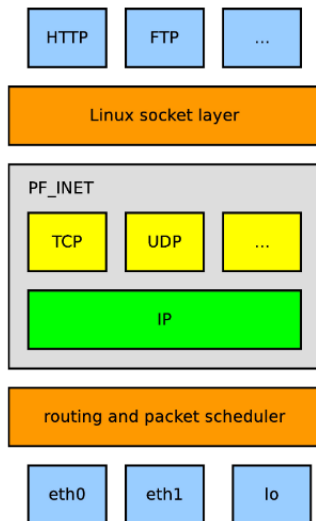 HTTP FTP ...
Linux socket layer
PF_INET
TCP UDP ...
IP
routing and packet scheduler
eth0 eth1 lo